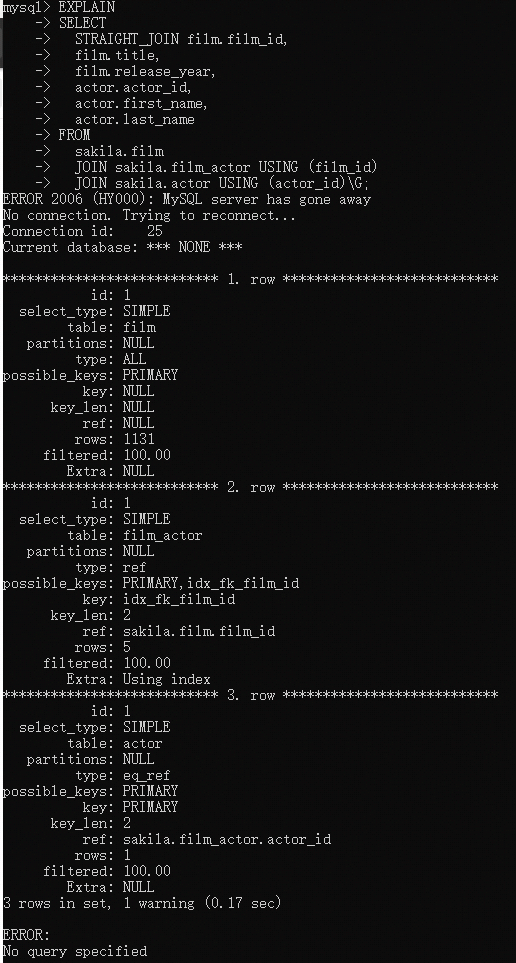 mysql> EXPLAIN
-> SELECT
-> STRAIGHT_JOIN film.film_id,
-> film.title,
-> film.release_year,
-> actor.actor_id,
-> actor.first_name,
-> actor.last_name
-> FROM
-> sakila.film
-> JOIN sakila.film_actor USING (film_id)
-> JOIN sakila.actor USING (actor_id)\G;
ERROR 2006 (HY000): MySQL server has gone away
No connection. Trying to reconnect...
Connection id: 25
Current database: *** NONE ***
*************************** 1. row ***************************
id: 1
select_type: SIMPLE
table: film
partitions: NULL
type: ALL
possible_keys: PRIMARY
key: NULL
key_len: NULL
ref: NULL
rows: 1131
filtered: 100.00
Extra: NULL
*************************** 2. row ***************************
id: 1
select_type: SIMPLE
table: film_actor
partitions: NULL
type: ref
possible_keys: PRIMARY,idx_fk_film_id
key: idx_fk_film_id
key_len: 2
ref: sakila.film.film_id
rows: 5
filtered: 100.00
Extra: Using index
*************************** 3. row ***************************
id: 1
select_type: SIMPLE
table: actor
partitions: NULL
type: eq_ref
possible_keys: PRIMARY
key: PRIMARY
key_len: 2
ref: sakila.film_actor.actor_id
rows: 1
filtered: 100.00
Extra: NULL
3 rows in set, 1 warning (0.17 sec)
ERROR:
No query specified